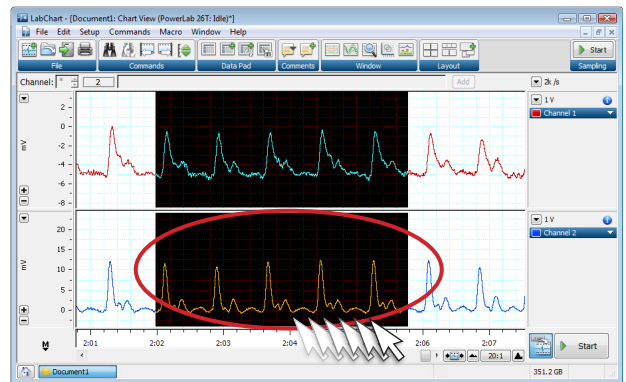 LabChart - [Document1: Chart View (PowerLab 26T: Idle)*]
File Edit Setup Commands Macro Window Help
Start
File Commands Data Pad Comments Window Layout Sampling
Channel: 2 Add 2k /s
1 V
Channel 1
2
0
-2
mV
-4
-6
-8
1 V
Channel 2
20
15
mV
10
5
0
M 2:01 2:02 2:03 2:04 2:06 2:07
Start
20:1
Document1 351.2 GB